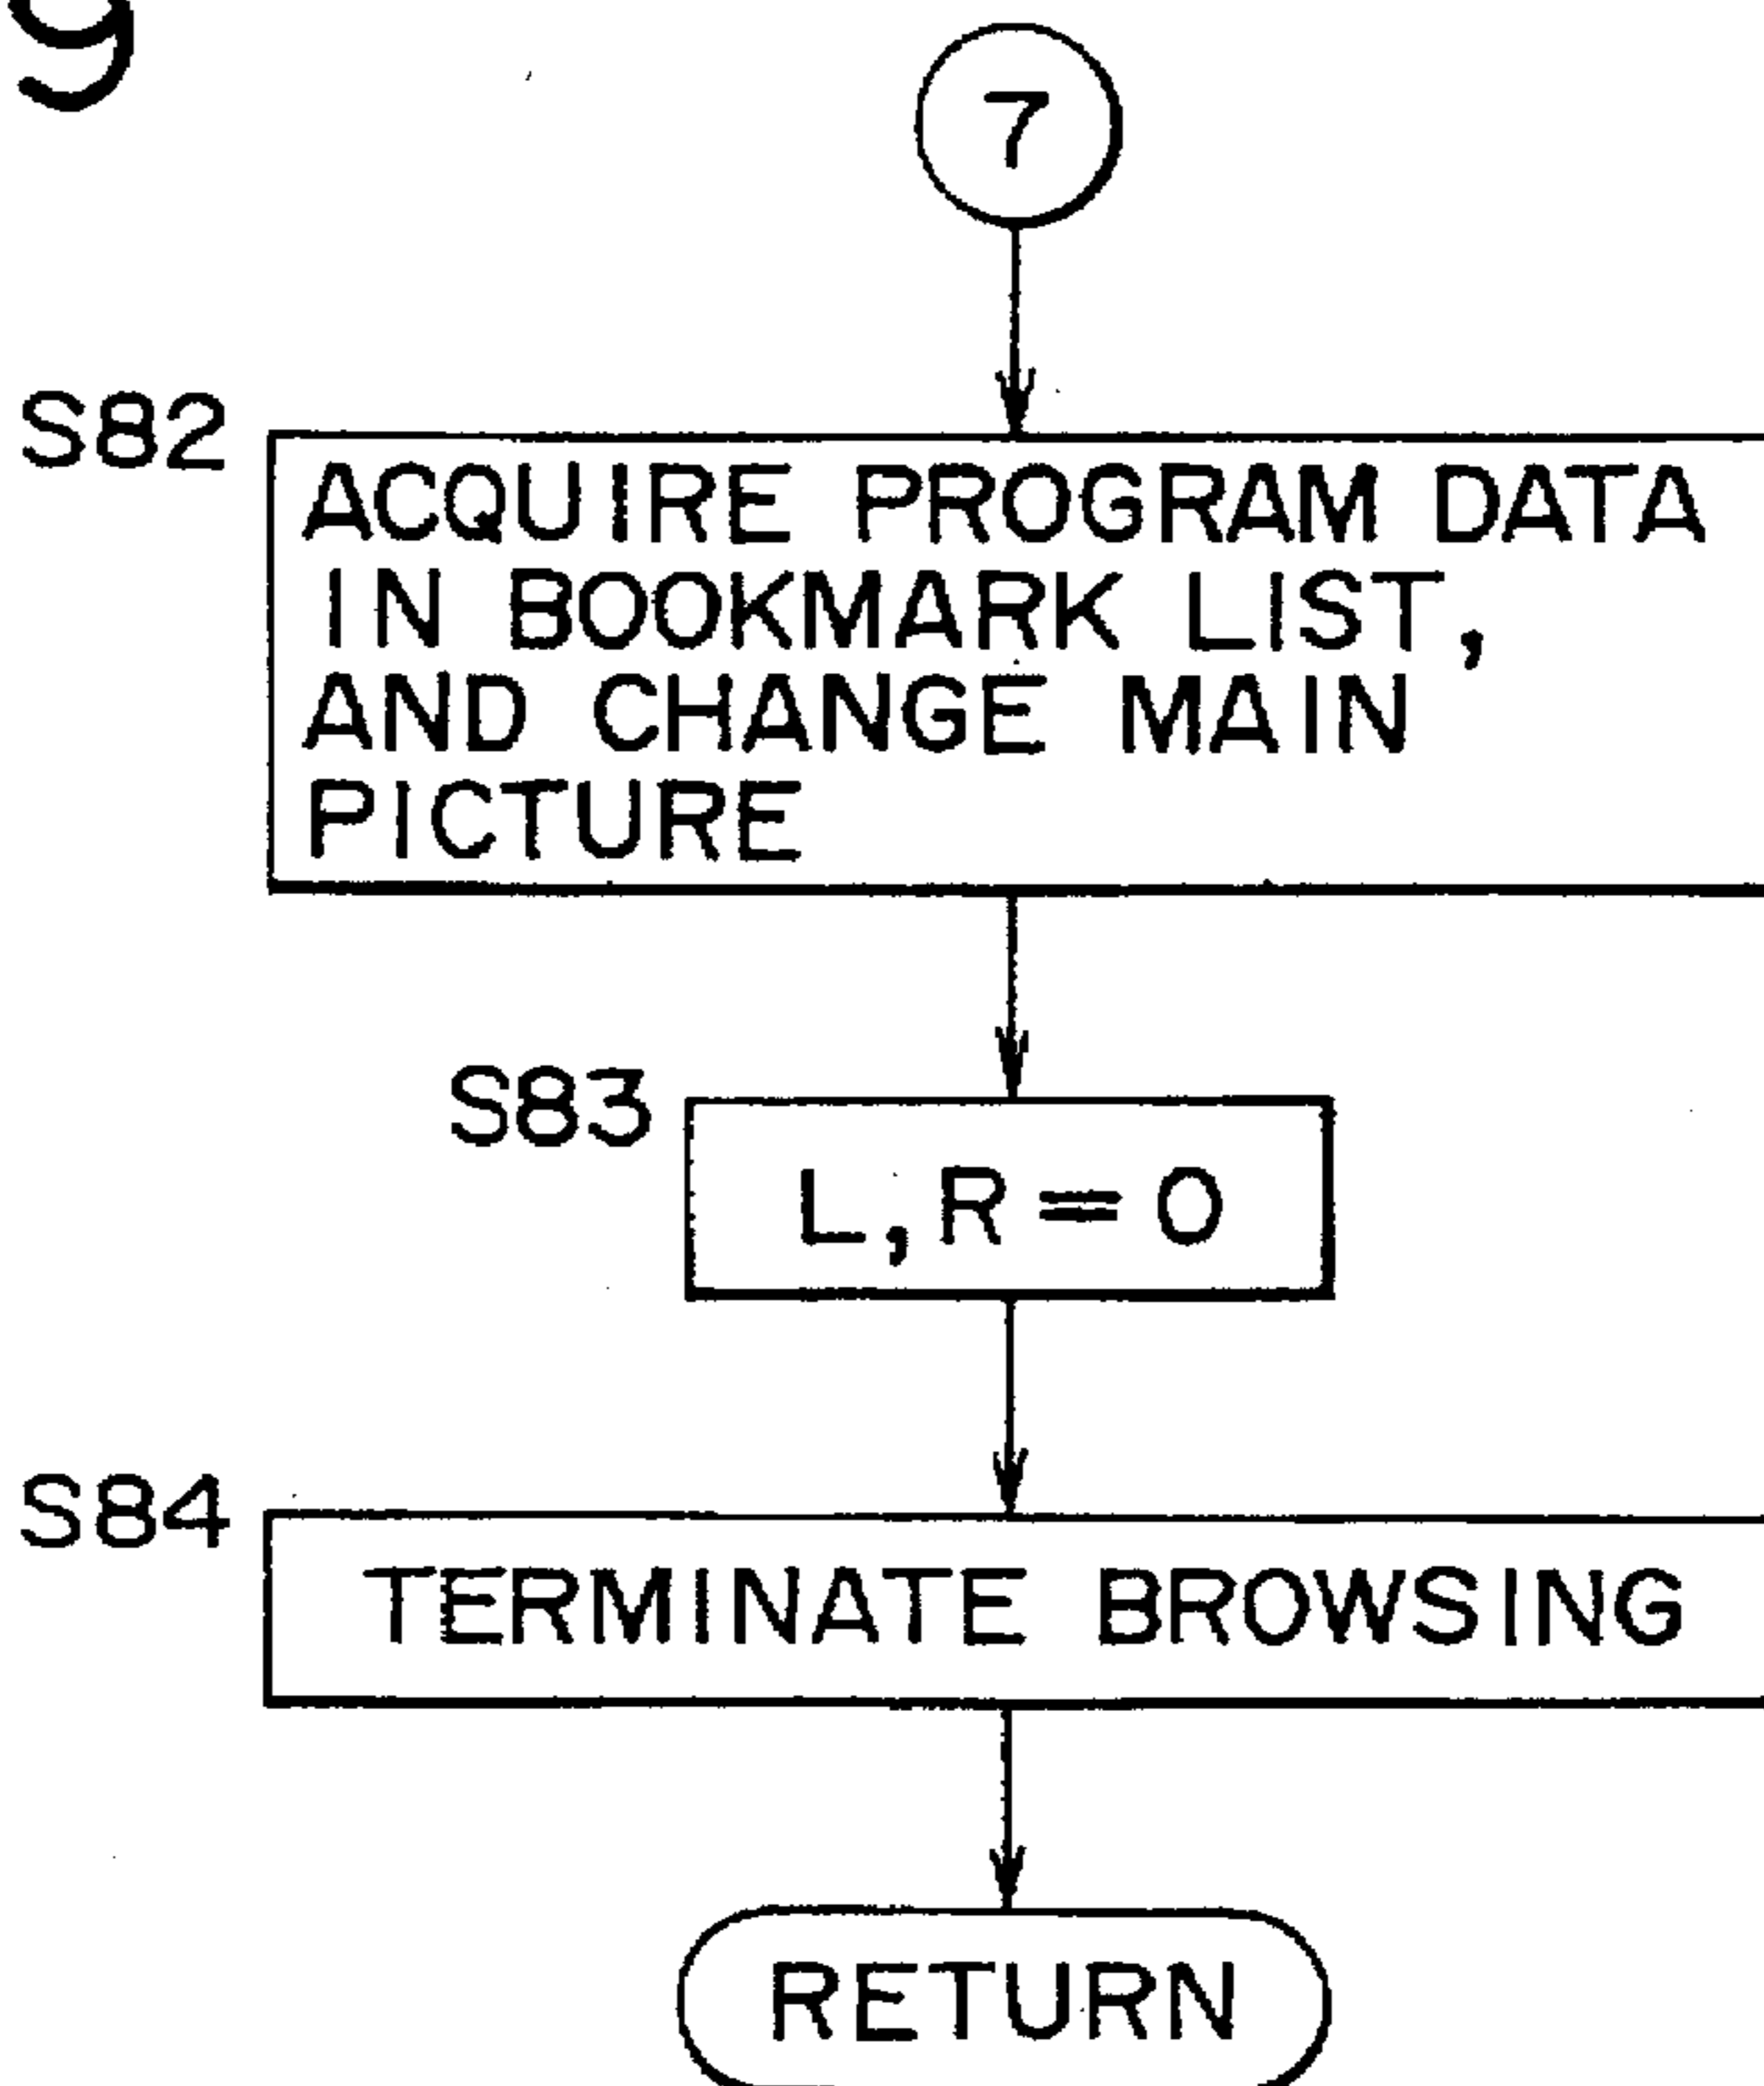 9
7
S82
ACQUIRE PROGRAM DATA
IN BOOKMARK LIST,
AND CHANGE MAIN
PICTURE
S83
L,R=0
S84
TERMINATE BROWSING
RETURN